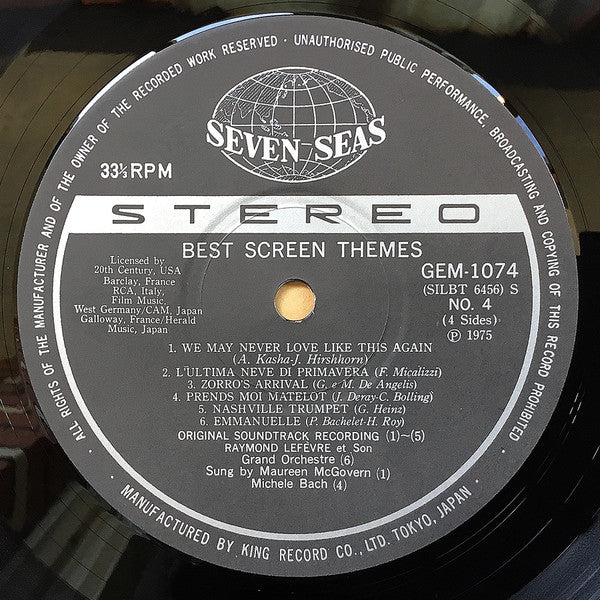 ALL RIGHTS OF THE MANUFACTURER AND OF THE OWNER OF THE RECORDED WORK RESERVED · UNAUTHORISED PUBLIC PERFORMANCE, BROADCASTING AND COPYING OF THIS RECORD PROHIBITED ·
SEVEN SEAS
33⅓ RPM
STEREO
BEST SCREEN THEMES
Licensed by
20th Century, USA
Barclay, France
RCA, Italy,
Film Music,
West Germany/CAM, Japan
Galloway, France/Herald
Music, Japan
GEM-1074
(SILBT 6456) S
NO. 4
(4 Sides)
Ⓟ 1975
1. WE MAY NEVER LOVE LIKE THIS AGAIN
(A. Kasha-J. Hirshhorn)
2. L'ULTIMA NEVE DI PRIMAVERA (F. Micalizzi)
3. ZORRO'S ARRIVAL (G. e M. De Angelis)
4. PRENDS MOI MATELOT (J. Deray-C. Bolling)
5. NASHVILLE TRUMPET (G. Heinz)
6. EMMANUELLE (P. Bachelet-H. Roy)
ORIGINAL SOUNDTRACK RECORDING (1)~(5)
RAYMOND LEFÈVRE et Son
Grand Orchestre (6)
Sung by Maureen McGovern (1)
Michele Bach (4)
· MANUFACTURED BY KING RECORD CO., LTD. TOKYO, JAPAN ·